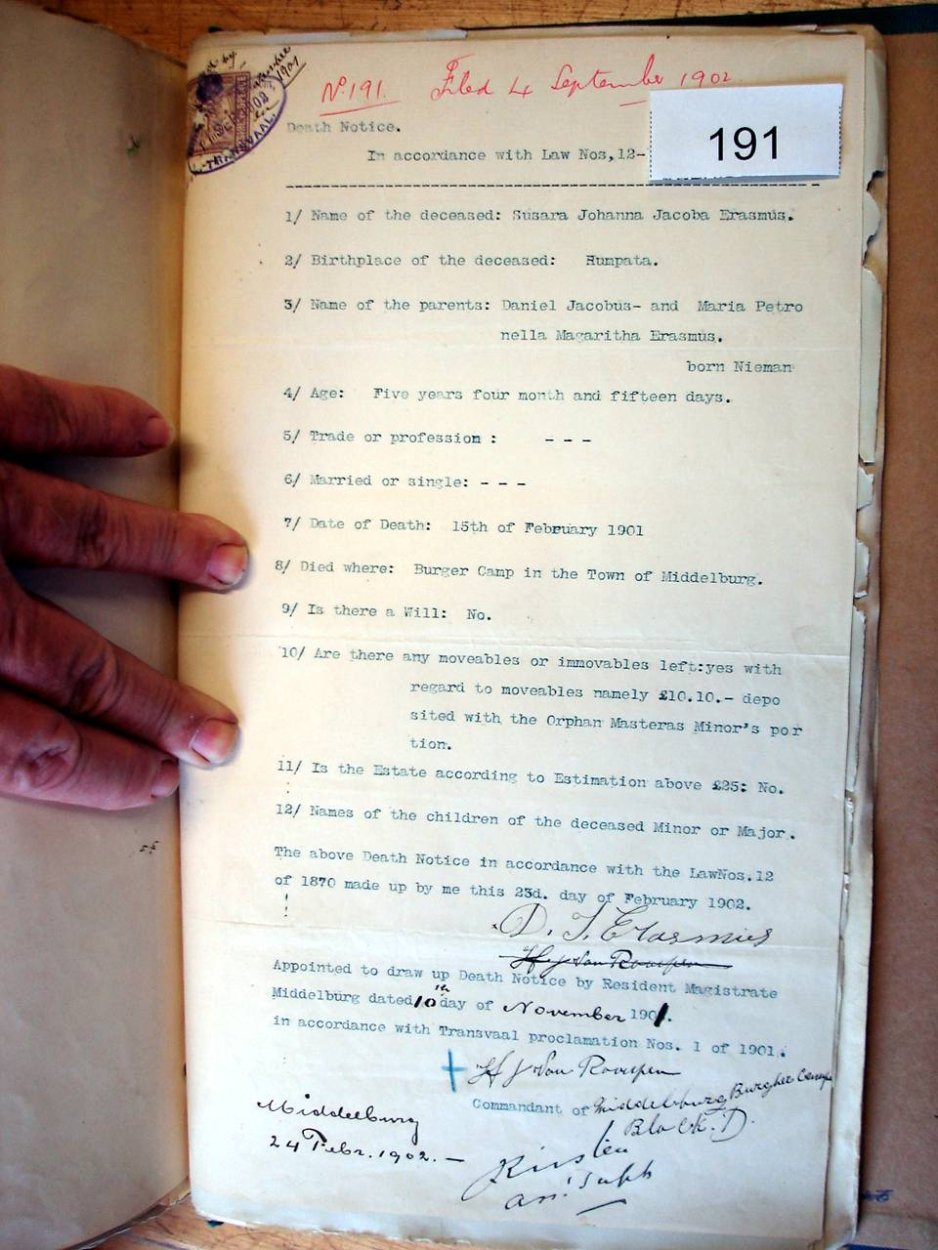 1901
TRANSVAAL.
No. 191. Filed 4 September 1902.
191
Death Notice.
In accordance with Law Nos, 12-
1/ Name of the deceased: Susara Johanna Jacoba Erasmus.
2/ Birthplace of the deceased: Humpata.
3/ Name of the parents: Daniel Jacobus- and Maria Petro
nella Magaritha Erasmus.
born Nieman
4/ Age: Five years four month and fifteen days.
5/ Trade or profession : - - -
6/ Married or single: - - -
7/ Date of Death: 15th of February 1901
8/ Died where: Burger Camp in the Town of Middelburg.
9/ Is there a Will: No.
10/ Are there any moveables or immovables left:yes with
regard to moveables namely £10.10.- depo
sited with the Orphan Masteras Minor's por
tion.
11/ Is the Estate according to Estimation above £25: No.
12/ Names of the children of the deceased Minor or Major.
The above Death Notice in accordance with the LawNos.12
of 1870 made up by me this 23d. day of February 1902.
D. J. Erasmus
H J Van Rooyen
Appointed to draw up Death Notice by Resident Magistrate
Middelburg dated 10th day of November 1901.
in accordance with Transvaal proclamation Nos. 1 of 1901.
H J Van Rooyen
Commandant of Middelburg Burgher Camp
Block. D.
Middelburg
24 Febr. 1902. —
Kirsten